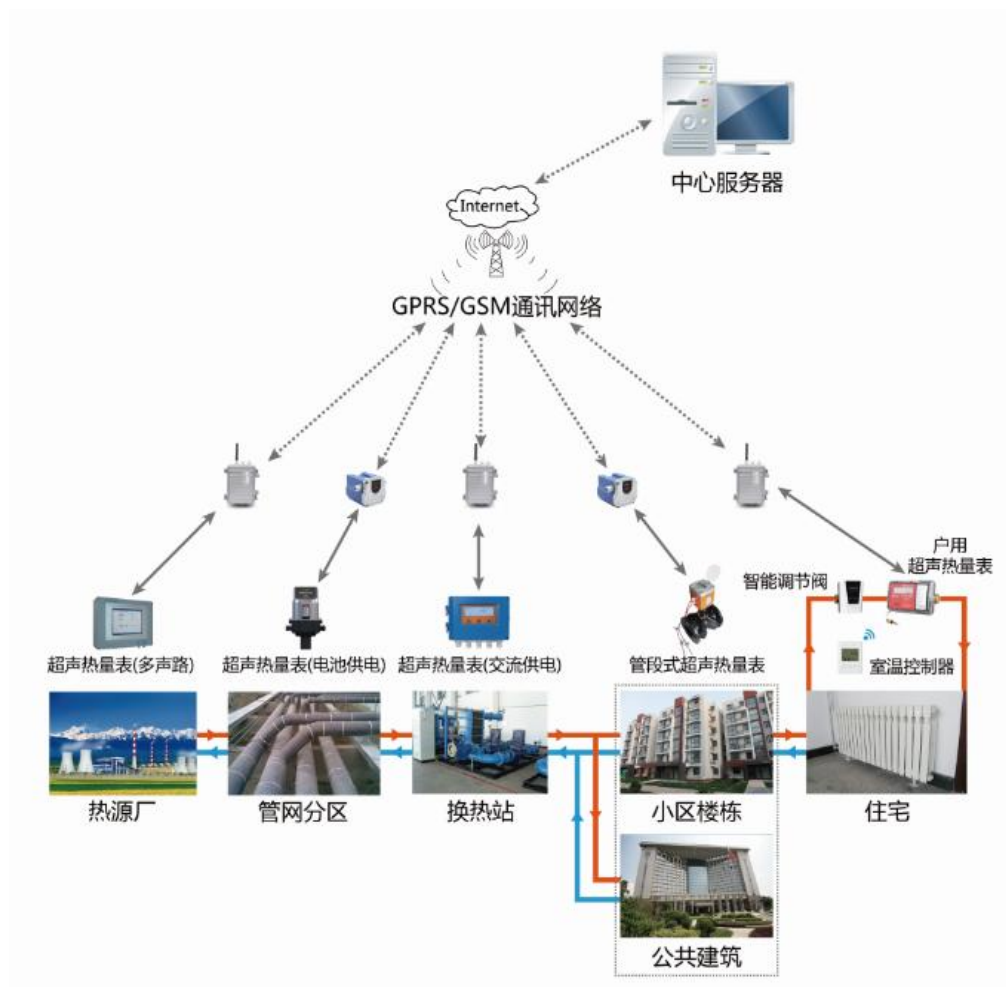 中心服务器
Internet
GPRS/GSM通讯网络
户用
超声热量表
智能调节阀
室温控制器
超声热量表(多声路)
超声热量表(电池供电)
超声热量表(交流供电)
管段式超声热量表
热源厂
管网分区
换热站
小区楼栋
住宅
公共建筑